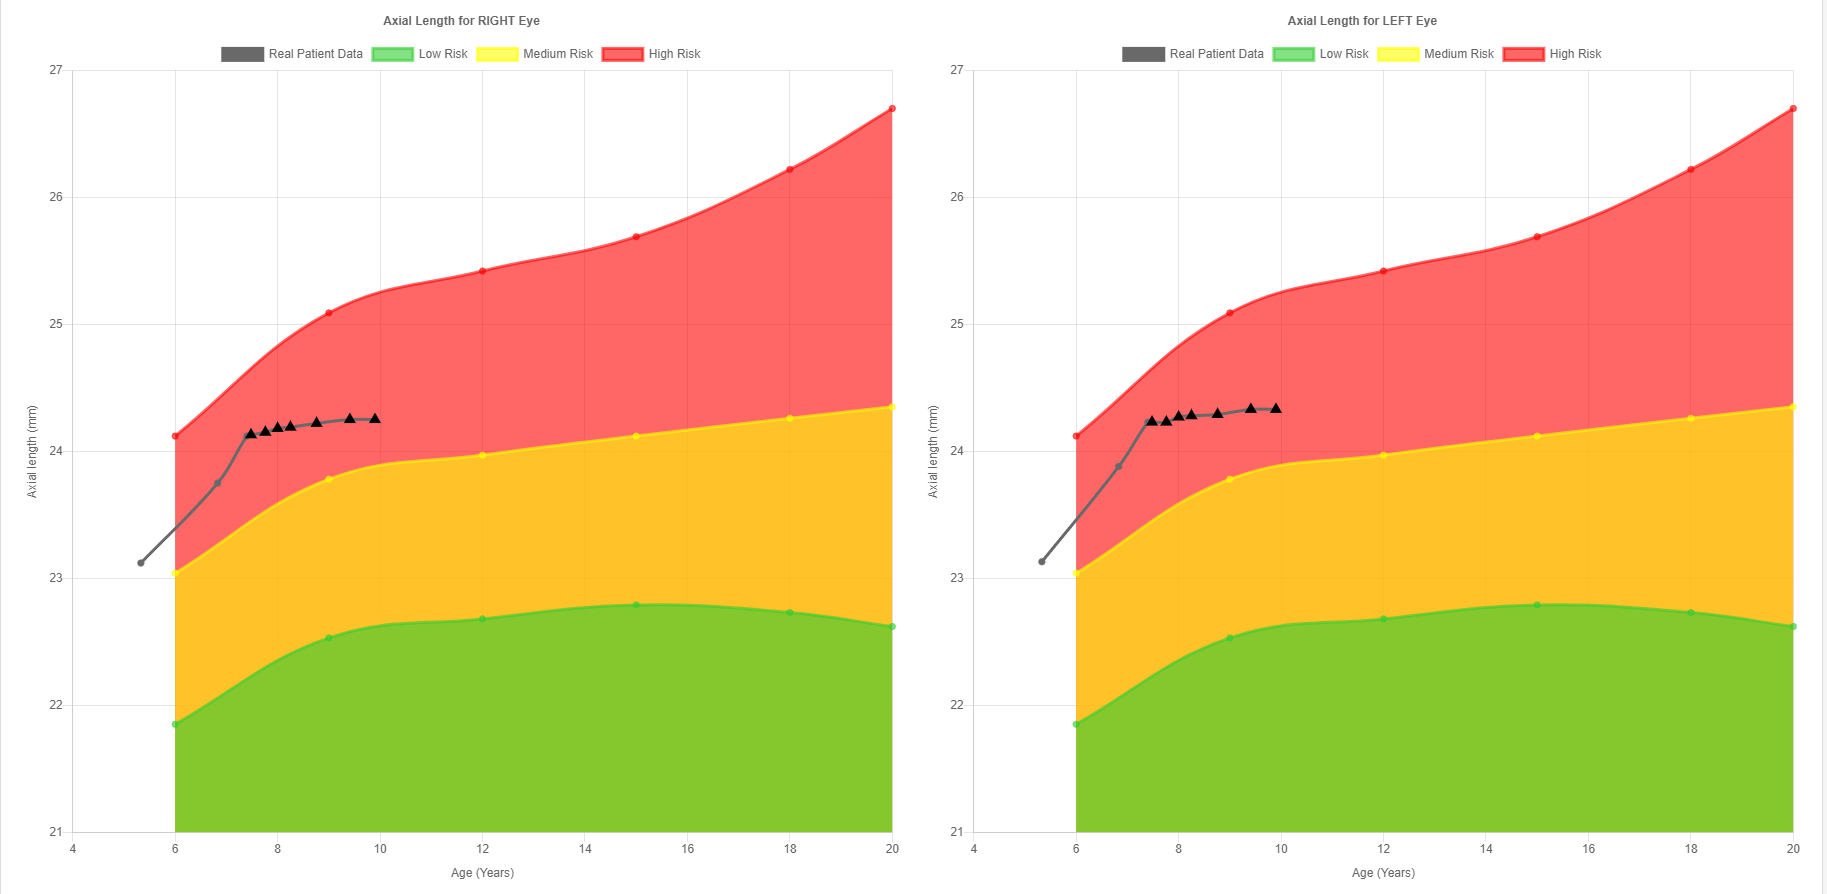 Axial Length for RIGHT Eye
Real Patient Data Low Risk Medium Risk High Risk
27
26
25
24
23
22
21
Axial length (mm)
4 6 8 10 12 14 16 18 20
Age (Years)
Axial Length for LEFT Eye
Real Patient Data Low Risk Medium Risk High Risk
27
26
25
24
23
22
21
Axial length (mm)
4 6 8 10 12 14 16 18 20
Age (Years)